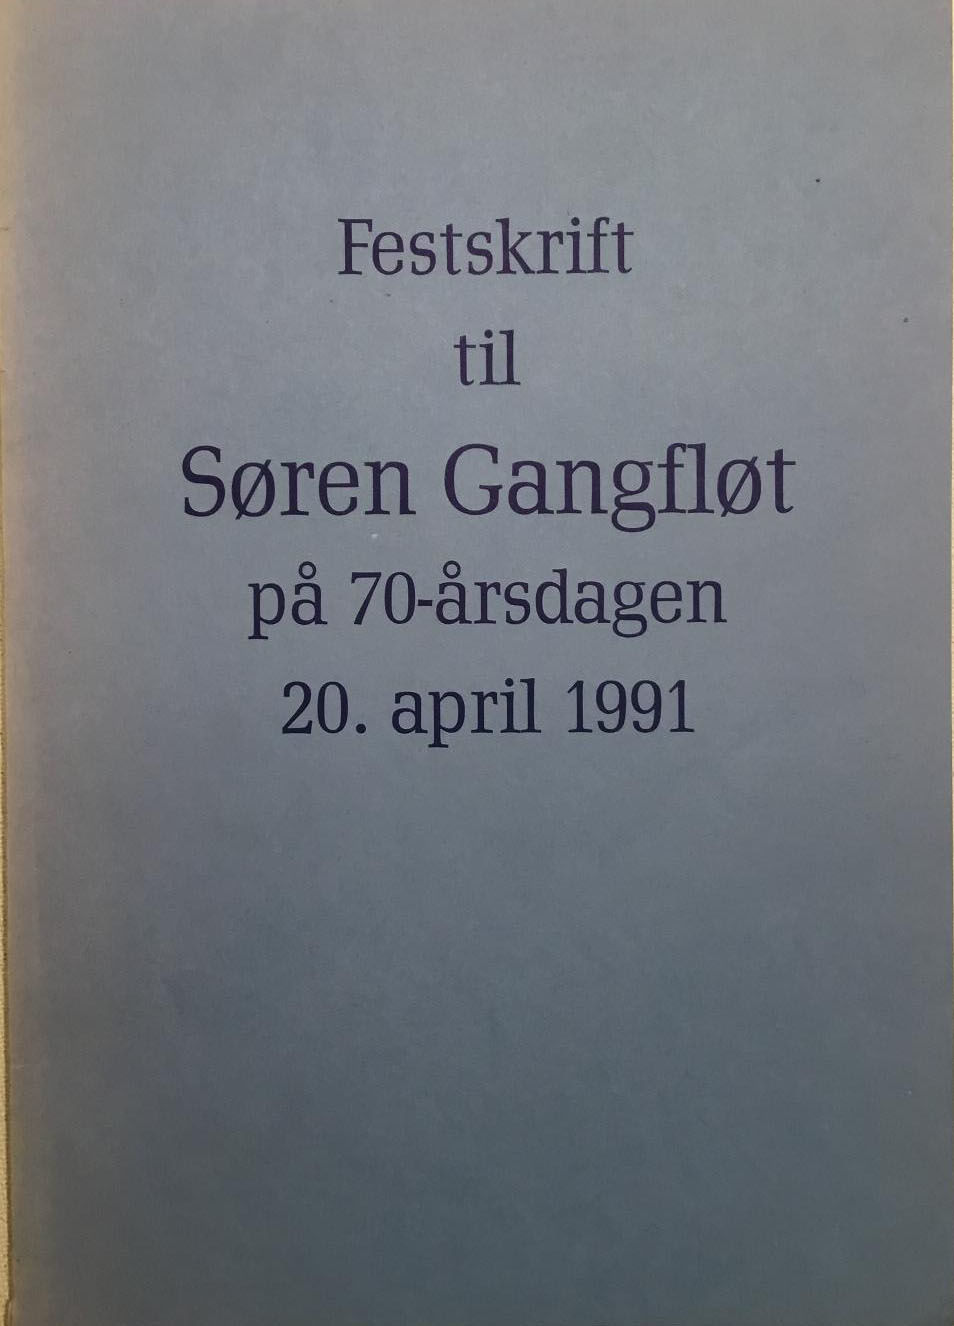 Festskrift
til
Søren Gangfløt
på 70-årsdagen
20. april 1991